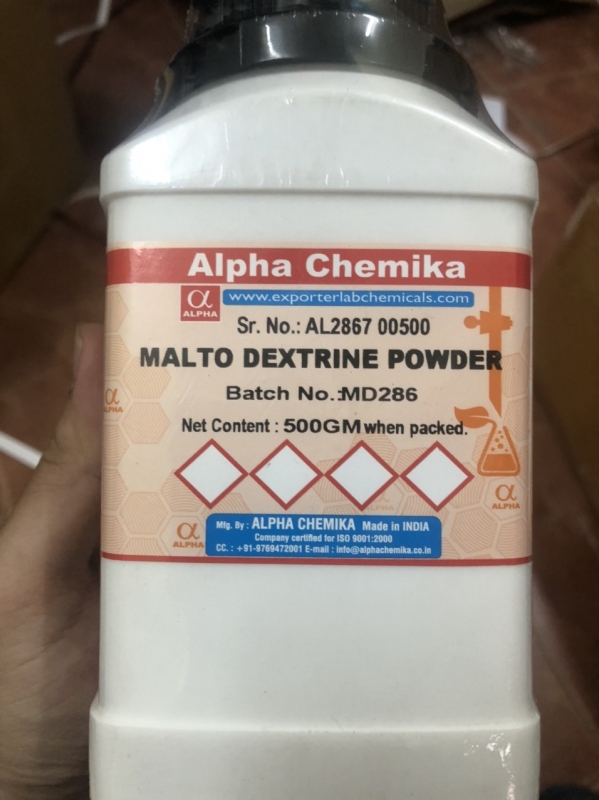 Alpha Chemika
α www.exporterlabchemicals.com
ALPHA
Sr. No.: AL2867 00500
MALTO DEXTRINE POWDER
Batch No.:MD286
α
ALPHA
Net Content : 500GM when packed.
α
ALPHA
α
ALPHA
Mfg. By : ALPHA CHEMIKA Made in INDIA
Company certified for ISO 9001:2000
CC. : +91-9769472001 E-mail : info@alphachemika.co.in